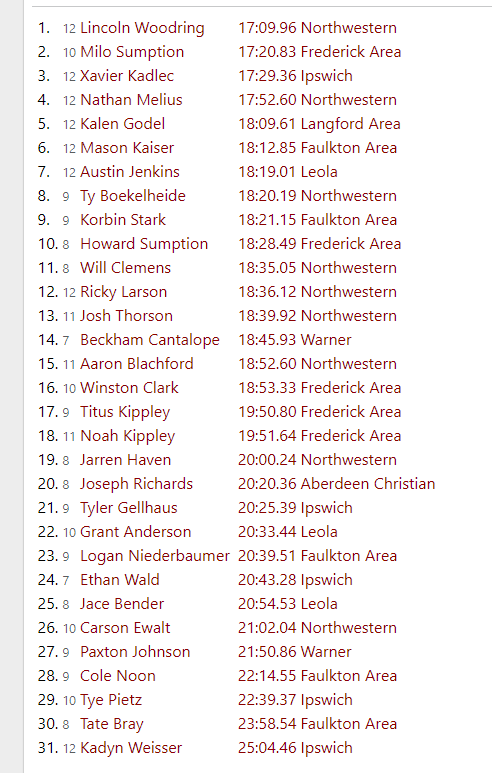 1. 12 Lincoln Woodring 17:09.96 Northwestern
2. 10 Milo Sumption 17:20.83 Frederick Area
3. 12 Xavier Kadlec 17:29.36 Ipswich
4. 12 Nathan Melius 17:52.60 Northwestern
5. 12 Kalen Godel 18:09.61 Langford Area
6. 12 Mason Kaiser 18:12.85 Faulkton Area
7. 12 Austin Jenkins 18:19.01 Leola
8. 9 Ty Boekelheide 18:20.19 Northwestern
9. 9 Korbin Stark 18:21.15 Faulkton Area
10. 8 Howard Sumption 18:28.49 Frederick Area
11. 8 Will Clemens 18:35.05 Northwestern
12. 12 Ricky Larson 18:36.12 Northwestern
13. 11 Josh Thorson 18:39.92 Northwestern
14. 7 Beckham Cantalope 18:45.93 Warner
15. 11 Aaron Blachford 18:52.60 Northwestern
16. 10 Winston Clark 18:53.33 Frederick Area
17. 9 Titus Kippley 19:50.80 Frederick Area
18. 11 Noah Kippley 19:51.64 Frederick Area
19. 8 Jarren Haven 20:00.24 Northwestern
20. 8 Joseph Richards 20:20.36 Aberdeen Christian
21. 9 Tyler Gellhaus 20:25.39 Ipswich
22. 10 Grant Anderson 20:33.44 Leola
23. 9 Logan Niederbaumer 20:39.51 Faulkton Area
24. 7 Ethan Wald 20:43.28 Ipswich
25. 8 Jace Bender 20:54.53 Leola
26. 10 Carson Ewalt 21:02.04 Northwestern
27. 9 Paxton Johnson 21:50.86 Warner
28. 9 Cole Noon 22:14.55 Faulkton Area
29. 10 Tye Pietz 22:39.37 Ipswich
30. 8 Tate Bray 23:58.54 Faulkton Area
31. 12 Kadyn Weisser 25:04.46 Ipswich